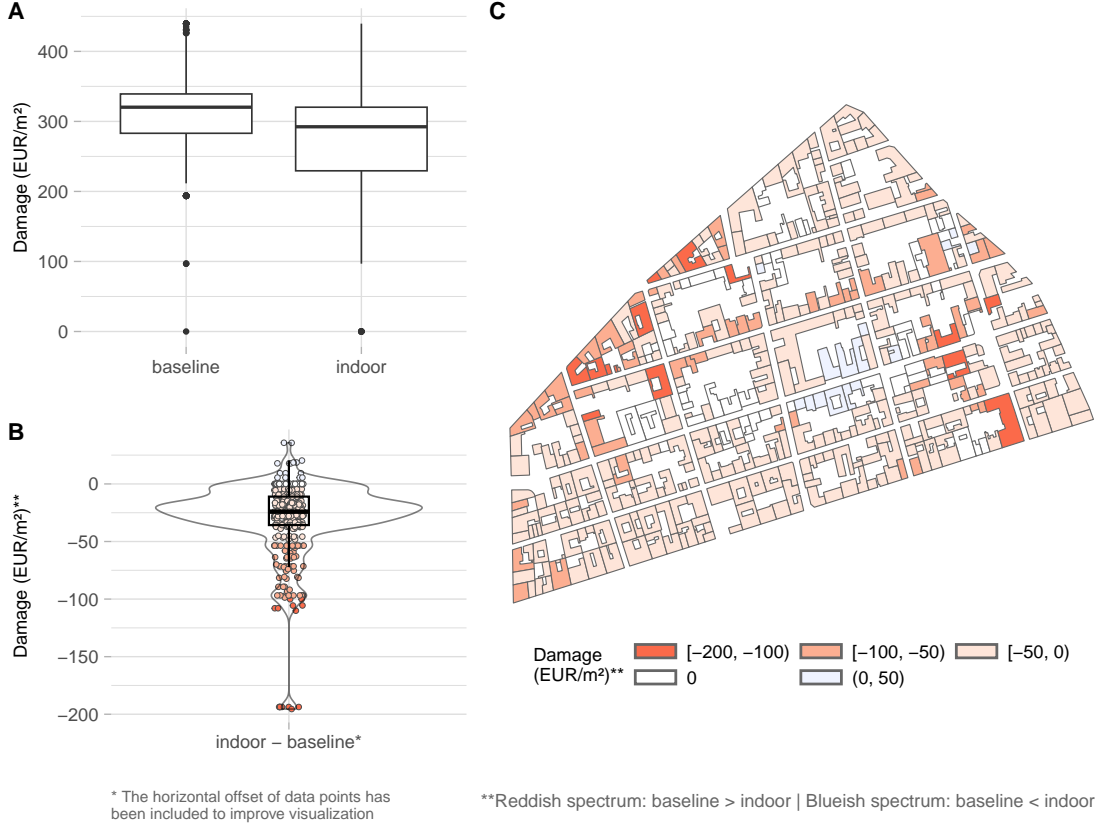 A
Damage (EUR/m²)
400
300
200
100
0
baseline indoor
B
Damage (EUR/m²)**
0
−50
−100
−150
−200
indoor − baseline*
* The horizontal offset of data points has
been included to improve visualization
C
Damage
(EUR/m²)**
[−200, −100) [−100, −50) [−50, 0)
0 (0, 50)
**Reddish spectrum: baseline > indoor | Blueish spectrum: baseline < indoor